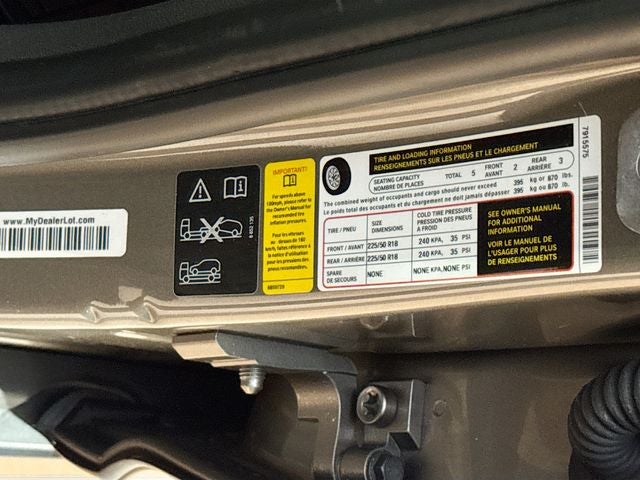 www.MyDealerLot.com
6 852 125
IMPORTANT!
For speeds above
160mph, please refer to
the Owner's Manual for
recommended tire
inflation pressures.
Pour les vitesses
au-dessus de 160
km/h, faites référence à
la notice d'utilisation
pour les pressions des
pneus recommandées.
6859729
TIRE AND LOADING INFORMATION
RENSEIGNEMENTS SUR LES PNEUS ET LE CHARGEMENT
SEATING CAPACITY
NOMBRE DE PLACES
TOTAL 5
FRONT
AVANT 2
REAR
ARRIÈRE 3
The combined weight of occupants and cargo should never exceed 395 kg or 870 lbs.
Le poids total des occupants et du chargement ne doit jamais dépasser 395 kg ou 870 lb.
TIRE / PNEU
SIZE
DIMENSIONS
COLD TIRE PRESSURE
PRESSION DES PNEUS
A FROID
FRONT / AVANT 225/50 R18 240 KPA, 35 PSI
REAR / ARRIÈRE 225/50 R18 240 KPA, 35 PSI
SPARE
DE SECOURS
NONE NONE KPA, NONE PSI
SEE OWNER'S MANUAL
FOR ADDITIONAL
INFORMATION
VOIR LE MANUEL DE
L'USAGER POUR PLUS
DE RENSEIGNEMENTS
7915575